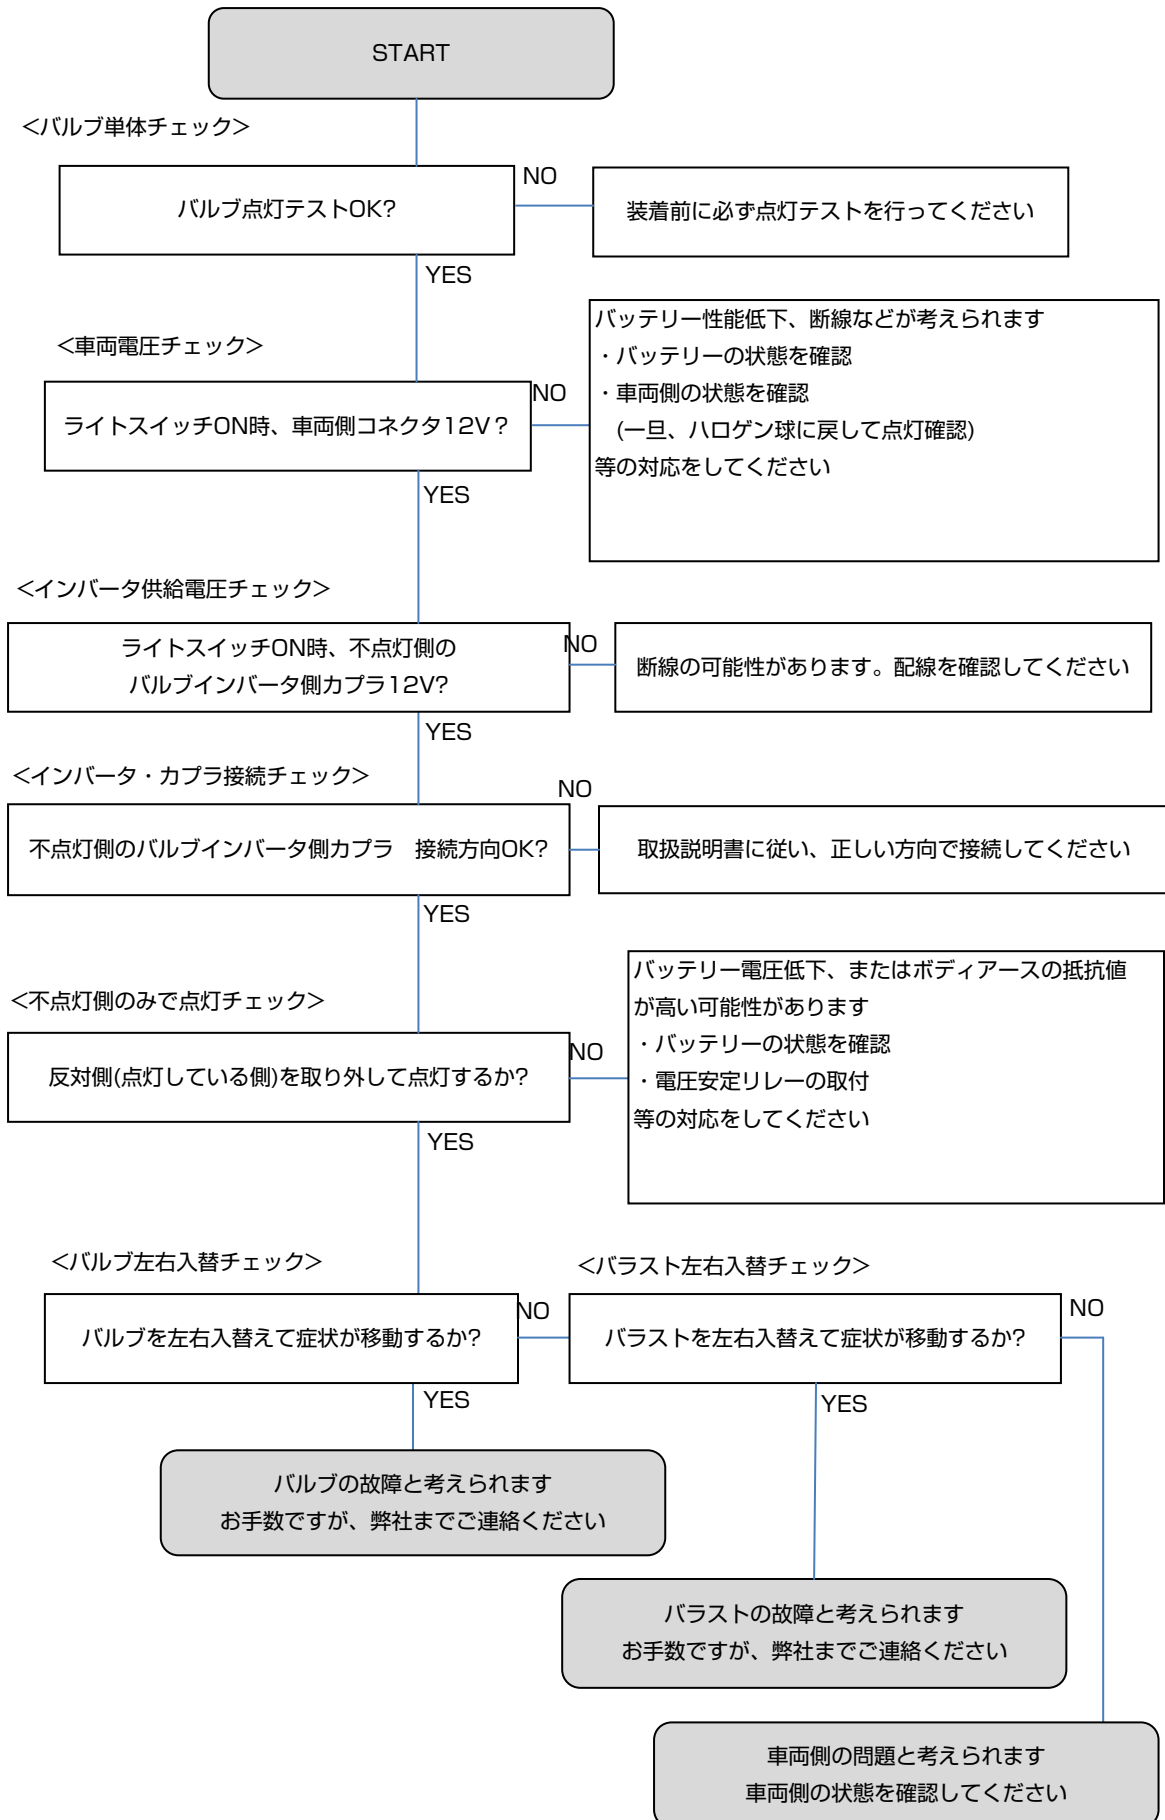 START
<バルブ単体チェック>
バルブ点灯テストOK?
NO
装着前に必ず点灯テストを行ってください
YES
<車両電圧チェック>
ライトスイッチON時、車両側コネクタ12V？
NO
バッテリー性能低下、断線などが考えられます
・バッテリーの状態を確認
・車両側の状態を確認
(一旦、ハロゲン球に戻して点灯確認)
等の対応をしてください
YES
<インバータ供給電圧チェック>
ライトスイッチON時、不点灯側の
バルブインバータ側カプラ12V?
NO
断線の可能性があります。配線を確認してください
YES
<インバータ・カプラ接続チェック>
不点灯側のバルブインバータ側カプラ　接続方向OK?
NO
取扱説明書に従い、正しい方向で接続してください
YES
<不点灯側のみで点灯チェック>
反対側(点灯している側)を取り外して点灯するか?
NO
バッテリー電圧低下、またはボディアースの抵抗値
が高い可能性があります
・バッテリーの状態を確認
・電圧安定リレーの取付
等の対応をしてください
YES
<バルブ左右入替チェック>
バルブを左右入替えて症状が移動するか?
NO
<バラスト左右入替チェック>
バラストを左右入替えて症状が移動するか?
NO
YES
YES
バルブの故障と考えられます
お手数ですが、弊社までご連絡ください
バラストの故障と考えられます
お手数ですが、弊社までご連絡ください
車両側の問題と考えられます
車両側の状態を確認してください